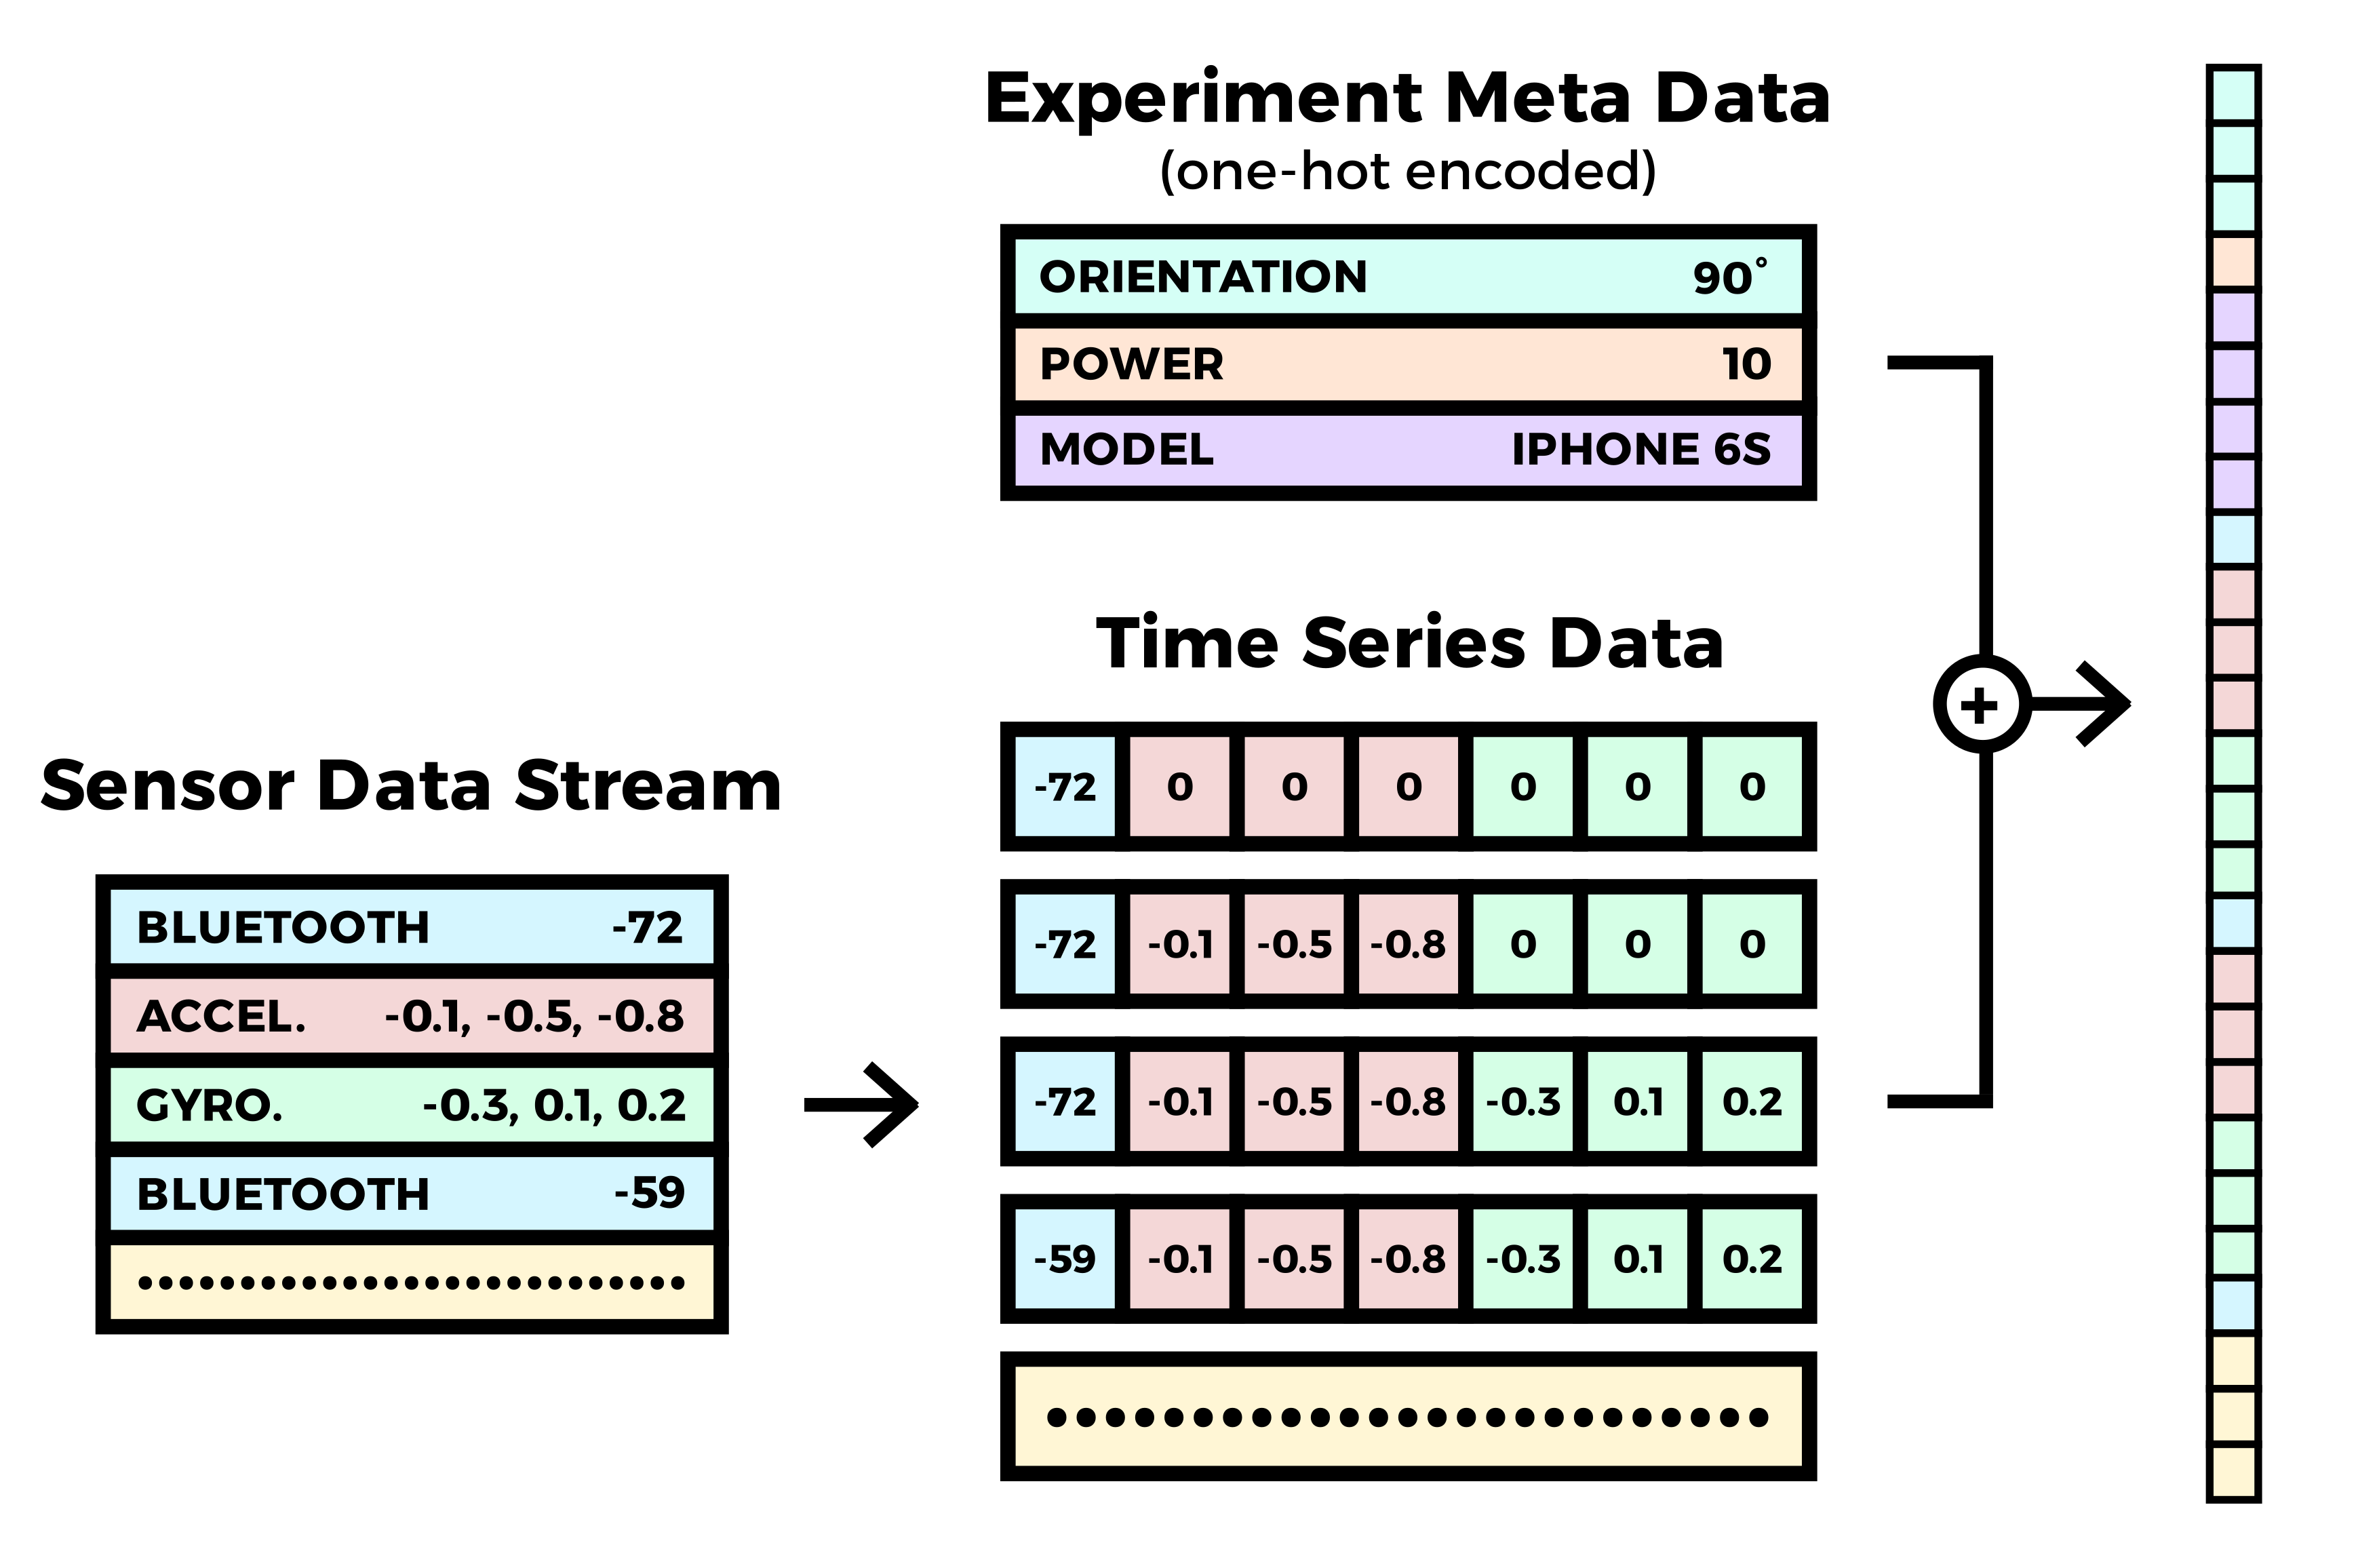 Experiment Meta Data
(one-hot encoded)
ORIENTATION 90°
POWER 10
MODEL IPHONE 6S
Time Series Data
-72 0 0 0 0 0 0
-72 -0.1 -0.5 -0.8 0 0 0
-72 -0.1 -0.5 -0.8 -0.3 0.1 0.2
-59 -0.1 -0.5 -0.8 -0.3 0.1 0.2
Sensor Data Stream
BLUETOOTH -72
ACCEL. -0.1, -0.5, -0.8
GYRO. -0.3, 0.1, 0.2
BLUETOOTH -59
+